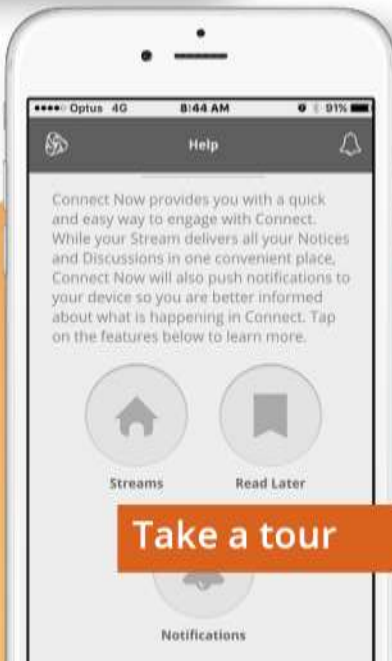 Optus 4G 8:44 AM 91%
Help
Connect Now provides you with a quick
and easy way to engage with Connect.
While your Stream delivers all your Notices
and Discussions in one convenient place,
Connect Now will also push notifications to
your device so you are better informed
about what is happening in Connect. Tap
on the features below to learn more.
Streams Read Later
Take a tour
Notifications